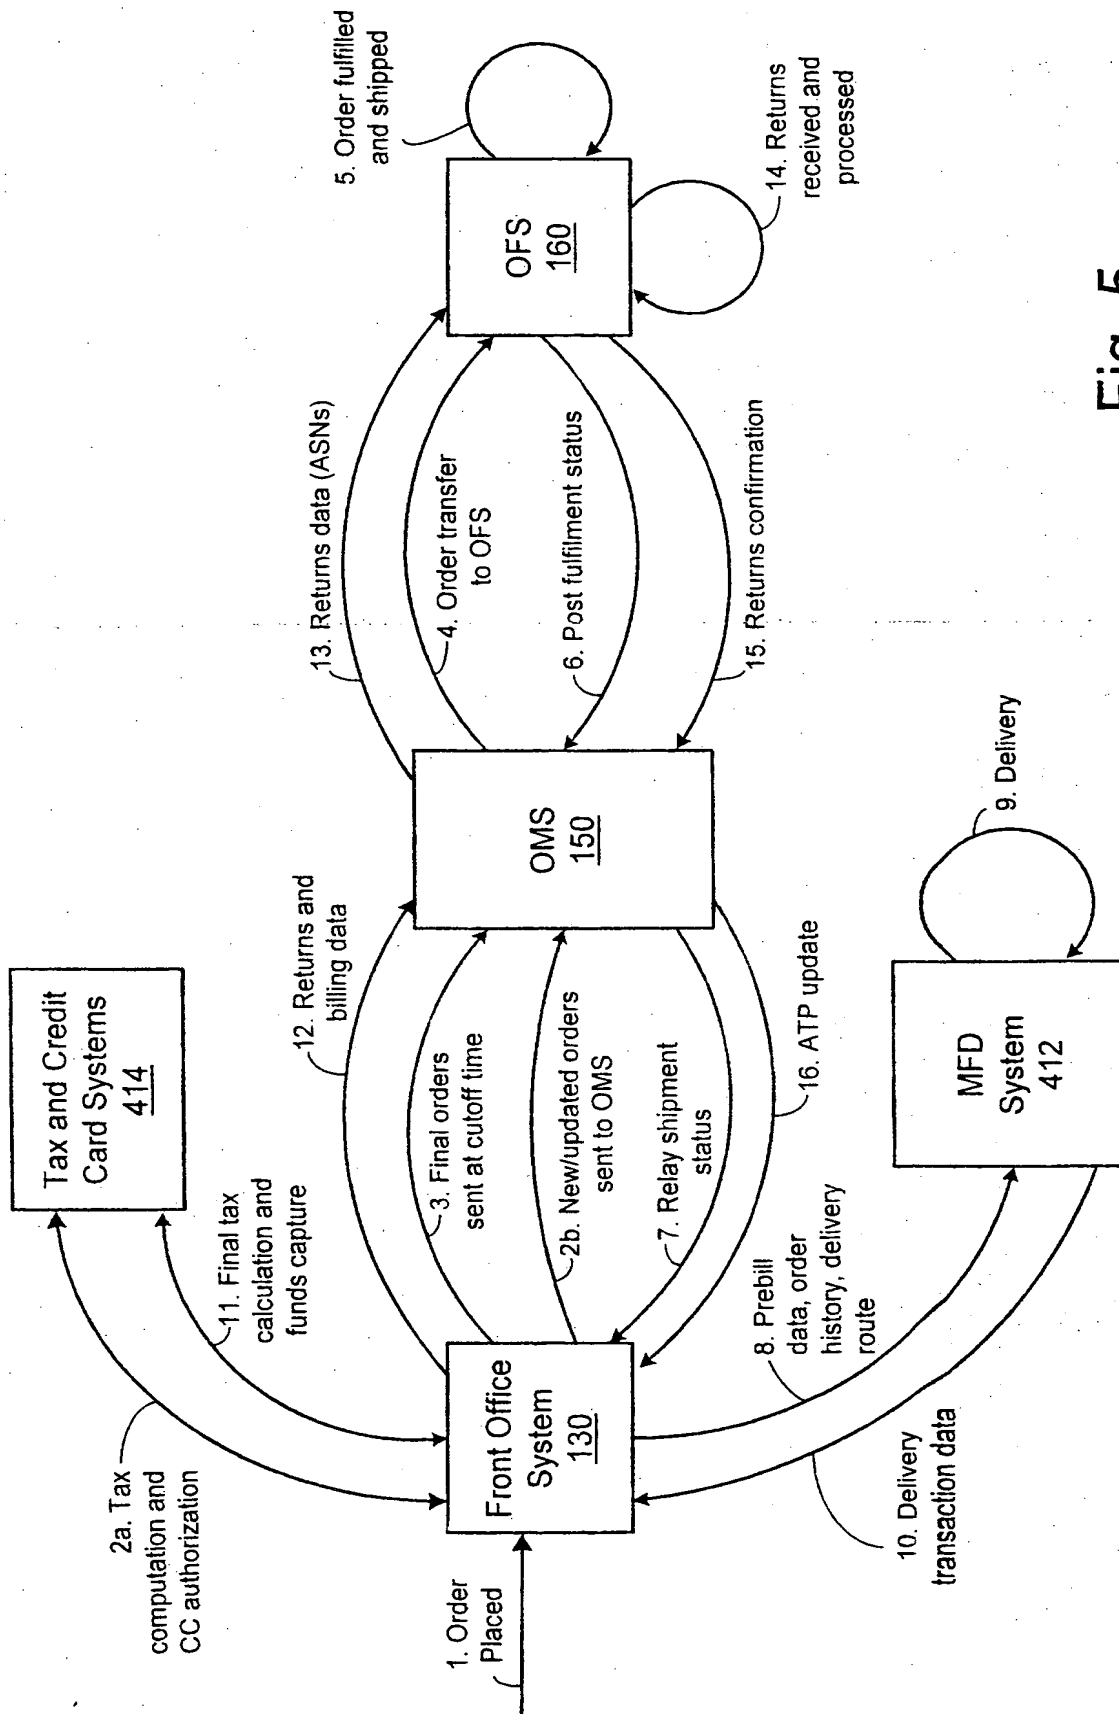 1. Order
Placed
2a. Tax
computation and
CC authorization
11. Final tax
calculation and
funds capture
Tax and Credit
Card Systems
414
Front Office
System
130
12. Returns and
billing data
3. Final orders
sent at cutoff time
2b. New/updated orders
sent to OMS
7. Relay shipment
status
16. ATP update
8. Prebill
data, order
history, delivery
route
10. Delivery
transaction data
MFD
System
412
9. Delivery
OMS
150
13. Returns data (ASNs)
4. Order transfer
to OFS
6. Post fulfilment status
15. Returns confirmation
OFS
160
5. Order fulfilled
and shipped
14. Returns
received and
processed
Fig. 5